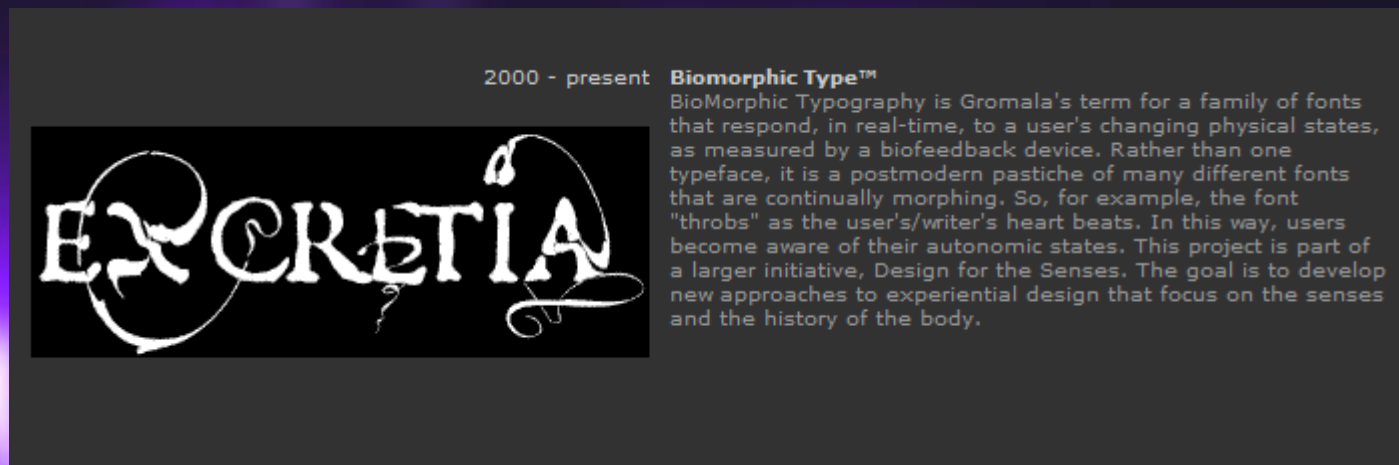 2000 - present
Biomorphic Type™
EXCRETIA
BioMorphic Typography is Gromala's term for a family of fonts
that respond, in real-time, to a user's changing physical states,
as measured by a biofeedback device. Rather than one
typeface, it is a postmodern pastiche of many different fonts
that are continually morphing. So, for example, the font
"throbs" as the user's/writer's heart beats. In this way, users
become aware of their autonomic states. This project is part of
a larger initiative, Design for the Senses. The goal is to develop
new approaches to experiential design that focus on the senses
and the history of the body.